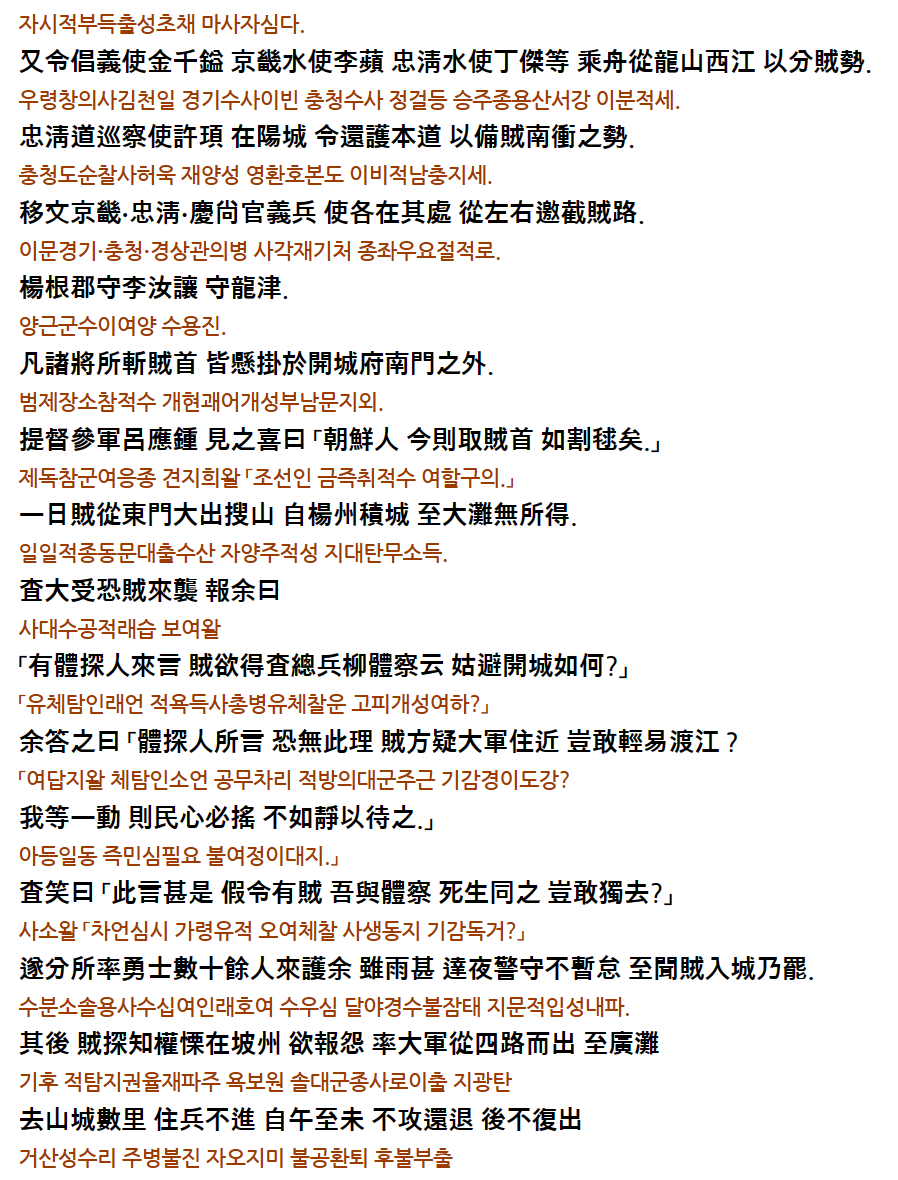 자시적부득출성초채 마사자심다.
又令倡義使金千鎰 京畿水使李蘋 忠淸水使丁傑等 乘舟從龍山西江 以分賊勢.
우령창의사김천일 경기수사이빈 충청수사 정걸등 승주종용산서강 이분적세.
忠淸道巡察使許頊 在陽城 令還護本道 以備賊南衝之勢.
충청도순찰사허욱 재양성 영환호본도 이비적남충지세.
移文京畿·忠淸·慶尙官義兵 使各在其處 從左右邀截賊路.
이문경기·충청·경상관의병 사각재기처 종좌우요절적로.
楊根郡守李汝讓 守龍津.
양근군수이여양 수용진.
凡諸將所斬賊首 皆懸掛於開城府南門之外.
범제장소참적수 개현괘어개성부남문지외.
提督參軍呂應鍾 見之喜曰「朝鮮人 今則取賊首 如割毬矣.」
제독참군여응종 견지희왈「조선인 금즉취적수 여할구의.」
一日賊從東門大出搜山 自楊州積城 至大灘無所得.
일일적종동문대출수산 자양주적성 지대탄무소득.
査大受恐賊來襲 報余曰
사대수공적래습 보여왈
「有體探人來言 賊欲得査總兵柳體察云 姑避開城如何?」
「유체탐인래언 적욕득사총병유체찰운 고피개성여하?」
余答之曰「體探人所言 恐無此理 賊方疑大軍住近 豈敢輕易渡江 ?
「여답지왈 체탐인소언 공무차리 적방의대군주근 기감경이도강?
我等一動 則民心必搖 不如靜以待之.」
아등일동 즉민심필요 불여정이대지.」
査笑曰「此言甚是 假令有賊 吾與體察 死生同之 豈敢獨去?」
사소왈「차언심시 가령유적 오여체찰 사생동지 기감독거?」
遂分所率勇士數十餘人來護余 雖雨甚 達夜警守不暫怠 至聞賊入城乃罷.
수분소솔용사수십여인래호여 수우심 달야경수불잠태 지문적입성내파.
其後 賊探知權慄在坡州 欲報怨 率大軍從四路而出 至廣灘
기후 적탐지권율재파주 욕보원 솔대군종사로이출 지광탄
去山城數里 住兵不進 自午至未 不攻還退 後不復出
거산성수리 주병불진 자오지미 불공환퇴 후불부출